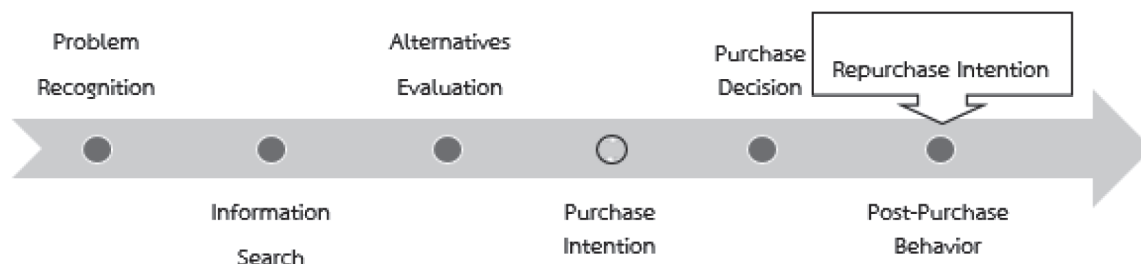 Problem
Recognition
Information
Search
Alternatives
Evaluation
Purchase
Intention
Purchase
Decision
Repurchase Intention
Post-Purchase
Behavior